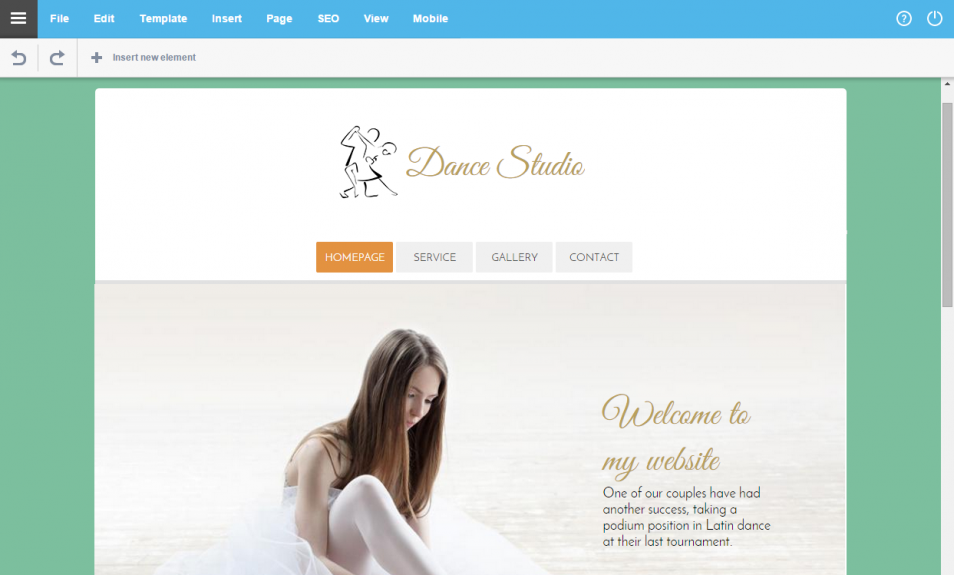 File Edit Template Insert Page SEO View Mobile ?
Insert new element
Dance Studio
HOMEPAGE SERVICE GALLERY CONTACT
Welcome to
my website
One of our couples have had
another success, taking a
podium position in Latin dance
at their last tournament.